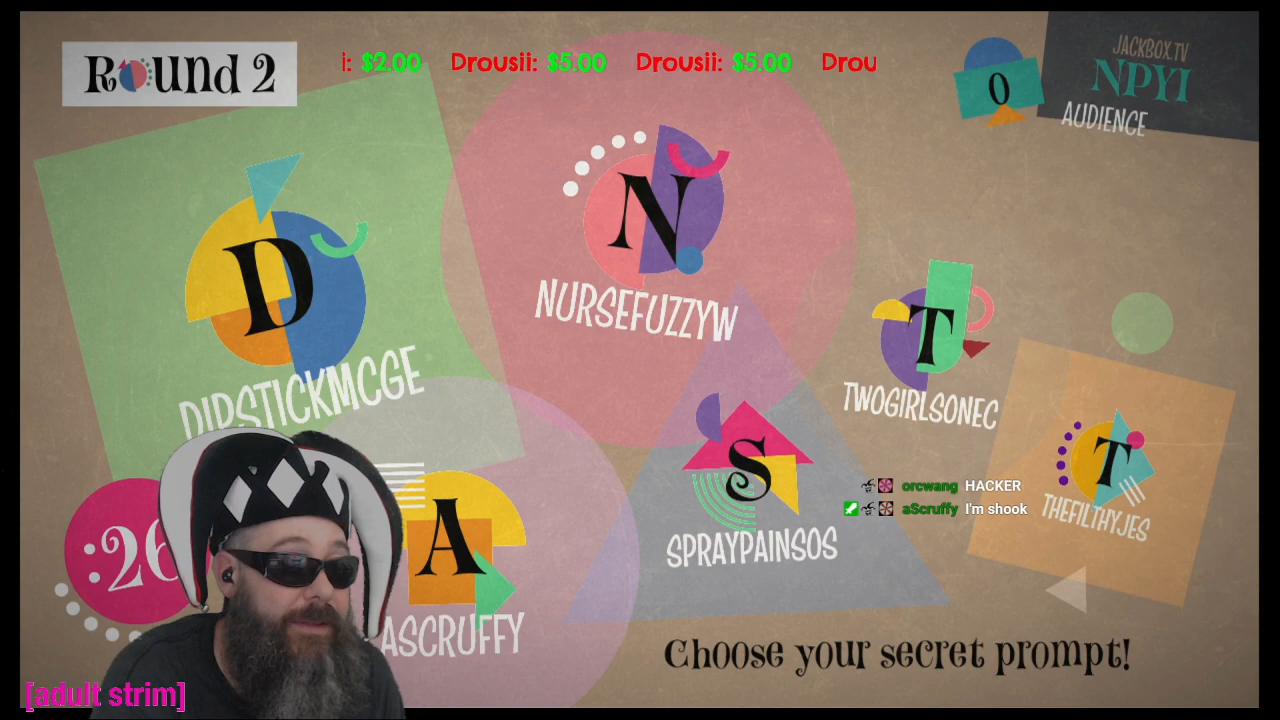 Round 2
i: $2.00 Drousii: $5.00 Drousii: $5.00 Drou
JACKBOX.TV
NPYI
0
AUDIENCE
D
DIPSTICKMCGE
N
NURSEFUZZYW
T
TWOGIRLSONEC
S
SPRAYPAINSOS
T
THEFILTHYJES
orcwang HACKER
aScruffy I'm shook
:26
A
ASCRUFFY
Choose your secret prompt!
[adult strim]